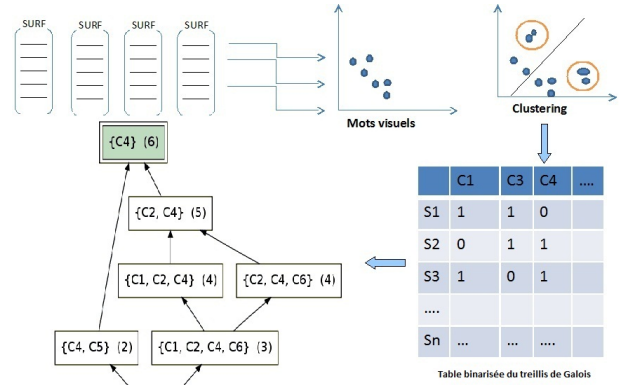 SURF SURF SURF SURF
Mots visuels
Clustering
{C4} (6)
{C2, C4} (5)
{C1, C2, C4} (4) {C2, C4, C6} (4)
{C4, C5} (2) {C1, C2, C4, C6} (3)
C1 C3 C4 ....
S1 1 1 0
S2 0 1 1
S3 1 0 1
....
Sn ... ... ....
Table binarisée du treillis de Galois